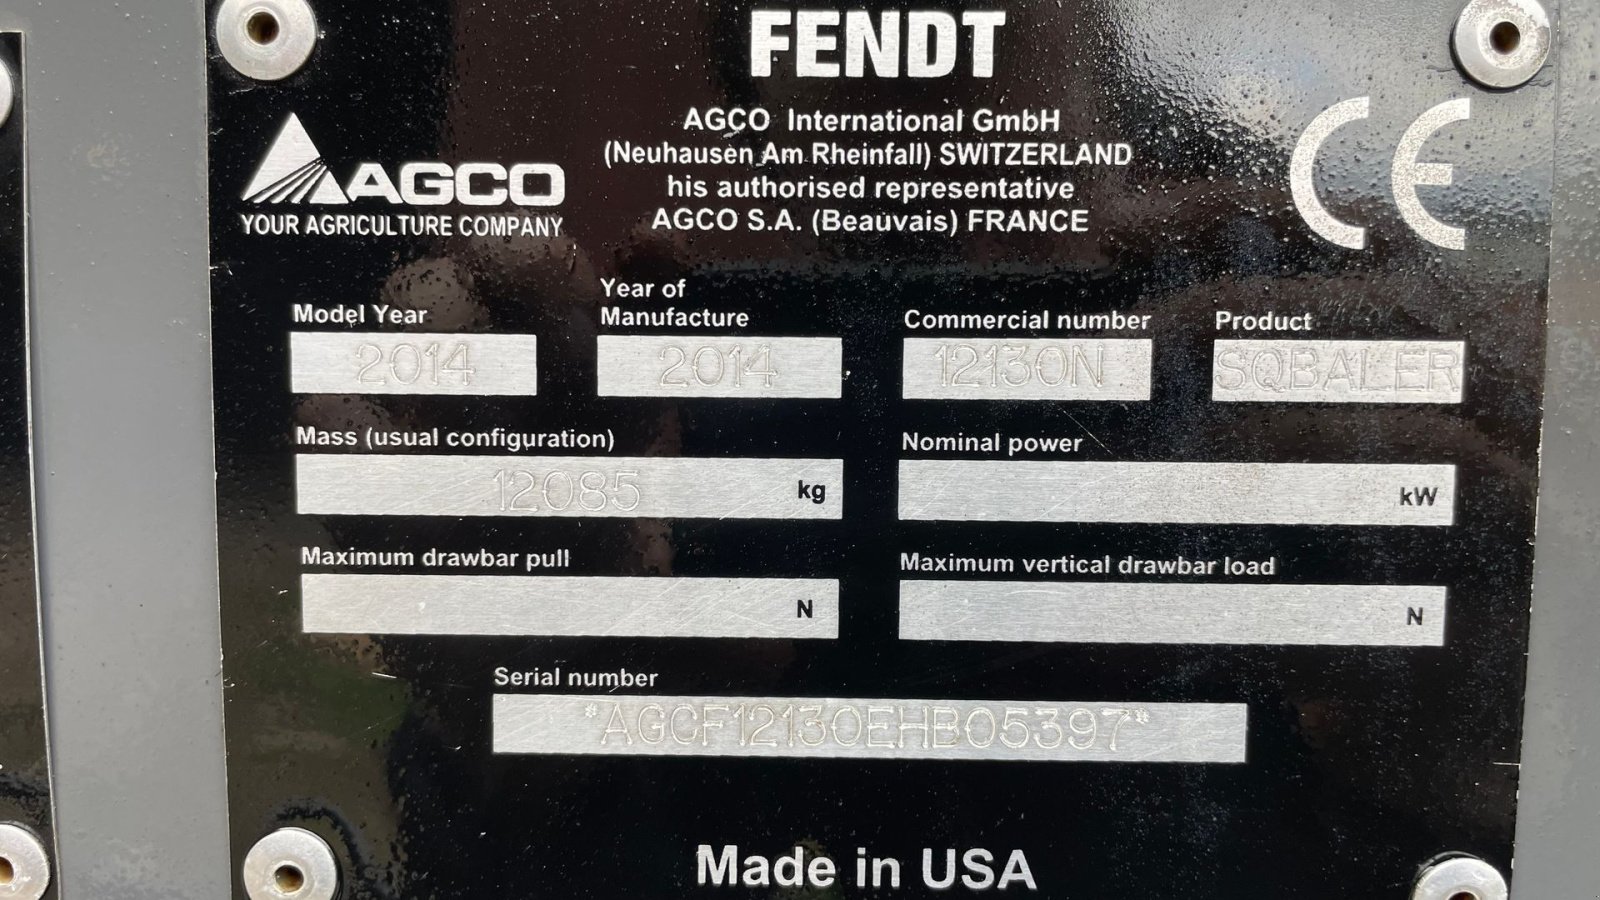 FENDT
AGCO International GmbH
(Neuhausen Am Rheinfall) SWITZERLAND
his authorised representative
AGCO S.A. (Beauvais) FRANCE
AGCO
YOUR AGRICULTURE COMPANY
CE
Model Year
2014
Year of
Manufacture
2014
Commercial number
12130N
Product
SQBALER
Mass (usual configuration)
12085 kg
Nominal power
kW
Maximum drawbar pull
N
Maximum vertical drawbar load
N
Serial number
*AGCF12130EHB05397*
Made in USA